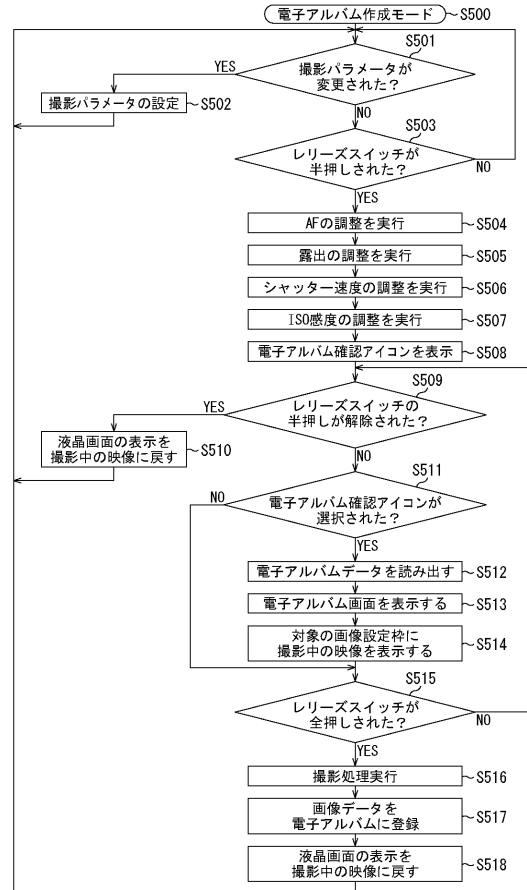 電子アルバム作成モード
S500
S501
撮影パラメータが
変更された？
YES
撮影パラメータの設定
S502
NO
S503
レリーズスイッチが
半押しされた？
NO
YES
AFの調整を実行
S504
露出の調整を実行
S505
シャッター速度の調整を実行
S506
ISO感度の調整を実行
S507
電子アルバム確認アイコンを表示
S508
S509
レリーズスイッチの
半押しが解除された？
YES
液晶画面の表示を
撮影中の映像に戻す
S510
NO
S511
電子アルバム確認アイコンが
選択された？
NO
YES
電子アルバムデータを読み出す
S512
電子アルバム画面を表示する
S513
対象の画像設定枠に
撮影中の映像を表示する
S514
S515
レリーズスイッチが
全押しされた？
NO
YES
撮影処理実行
S516
画像データを
電子アルバムに登録
S517
液晶画面の表示を
撮影中の映像に戻す
S518